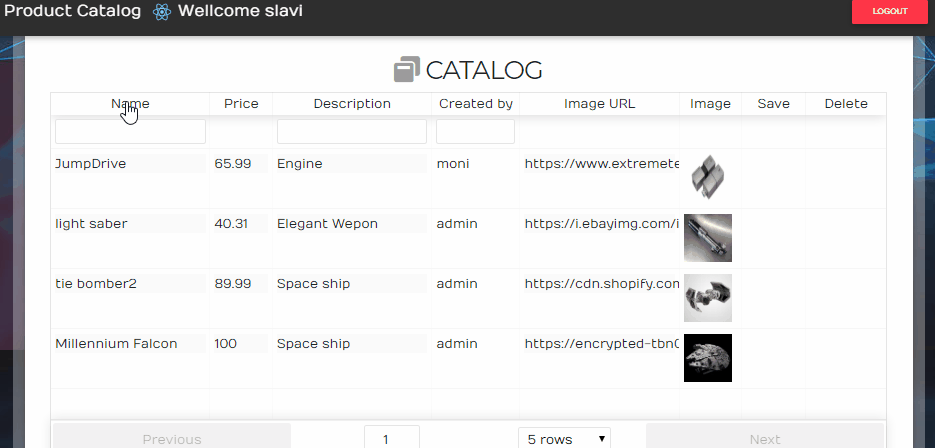 Product Catalog Wellcome slavi LOGOUT
CATALOG
Name Price Description Created by Image URL Image Save Delete
JumpDrive 65.99 Engine moni https://www.extremete
light saber 40.31 Elegant Wepon admin https://i.ebayimg.com/i
tie bomber2 89.99 Space ship admin https://cdn.shopify.com
Millennium Falcon 100 Space ship admin https://encrypted-tbn0
Previous 1 5 rows Next